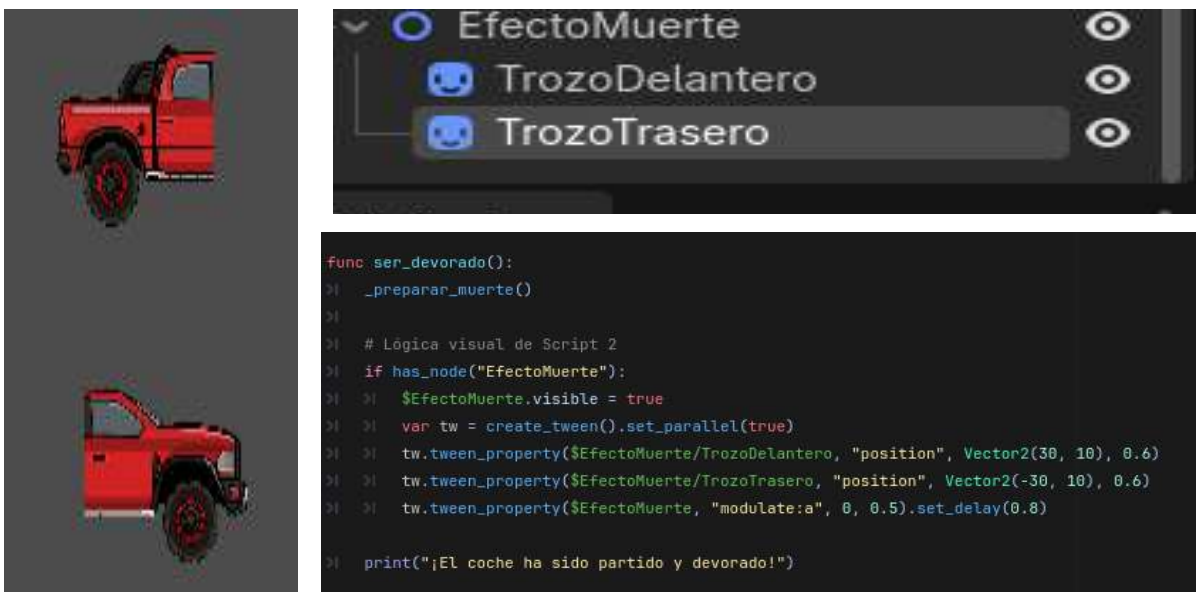 EfectoMuerte
TrozoDelantero
TrozoTrasero
func ser_devorado():
_preparar_muerte()
# Lógica visual de Script 2
if has_node("EfectoMuerte"):
$EfectoMuerte.visible = true
var tw = create_tween().set_parallel(true)
tw.tween_property($EfectoMuerte/TrozoDelantero, "position", Vector2(30, 10), 0.6)
tw.tween_property($EfectoMuerte/TrozoTrasero, "position", Vector2(-30, 10), 0.6)
tw.tween_property($EfectoMuerte, "modulate:a", 0, 0.5).set_delay(0.8)
print("¡El coche ha sido partido y devorado!")